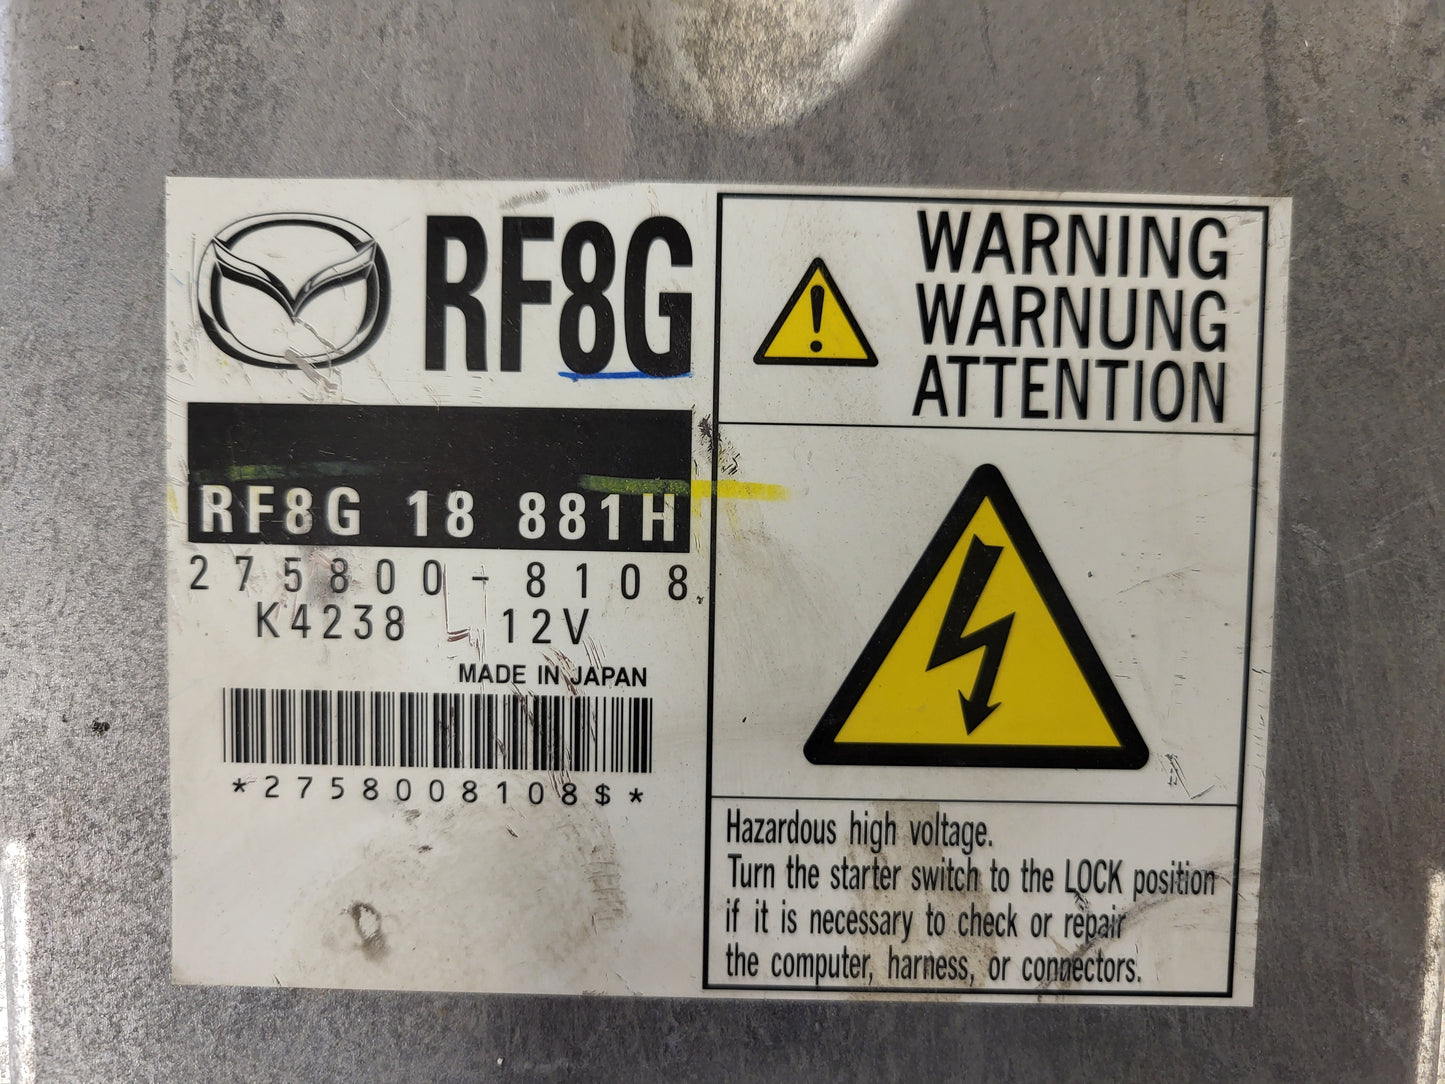 RF8G
RF8G 18 881H
275800-8108
K4238 12V
MADE IN JAPAN
*2758008108$*
WARNING
WARNUNG
ATTENTION
Hazardous high voltage.
Turn the starter switch to the LOCK position
if it is necessary to check or repair
the computer, harness, or connectors.